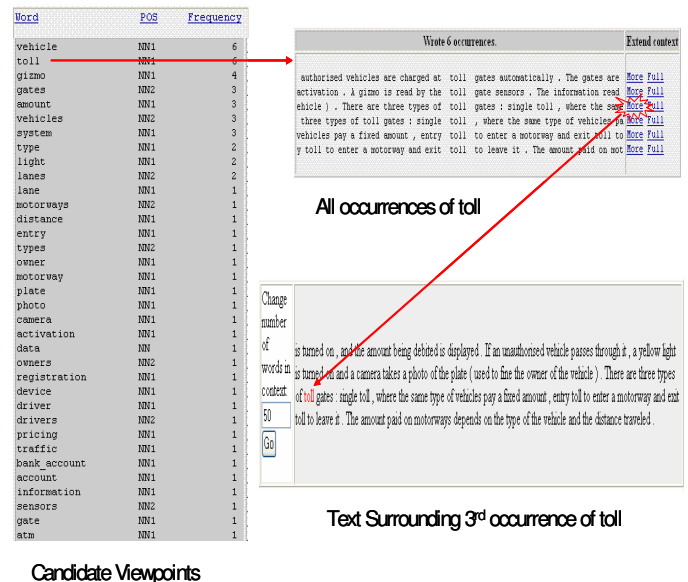 Word POS Frequency
vehicle NN1 6
toll NN1 6
gizmo NN1 4
gates NN2 3
amount NN1 3
vehicles NN2 3
system NN1 3
type NN1 2
light NN1 2
lanes NN2 2
lane NN1 1
motorways NN2 1
distance NN1 1
entry NN1 1
types NN2 1
owner NN1 1
motorway NN1 1
plate NN1 1
photo NN1 1
camera NN1 1
activation NN1 1
data NN 1
owners NN2 1
registration NN1 1
device NN1 1
driver NN1 1
drivers NN2 1
pricing NN1 1
traffic NN1 1
bank_account NN1 1
account NN1 1
information NN1 1
sensors NN2 1
gate NN1 1
atm NN1 1
Candidate Viewpoints
Wrote 6 occurrences. Extend context
authorised vehicles are charged at toll gates automatically . The gates are More Full
activation . A gizmo is read by the toll gate sensors . The information read More Full
ehicle ) . There are three types of toll gates : single toll , where the same More Full
three types of toll gates : single toll , where the same type of vehicles pa More Full
vehicles pay a fixed amount , entry toll to enter a motorway and exit toll to More Full
y toll to enter a motorway and exit toll to leave it . The amount paid on mot More Full
All occurrences of toll
Change
number
of
words in
context:
50
Go
is turned on , and the amount being debited is displayed . If an unauthorised vehicle passes through it , a yellow light
is turned on and a camera takes a photo of the plate ( used to fine the owner of the vehicle ) . There are three types
of toll gates : single toll , where the same type of vehicles pay a fixed amount , entry toll to enter a motorway and exit
toll to leave it . The amount paid on motorways depends on the type of the vehicle and the distance traveled .
Text Surrounding 3rd occurrence of toll